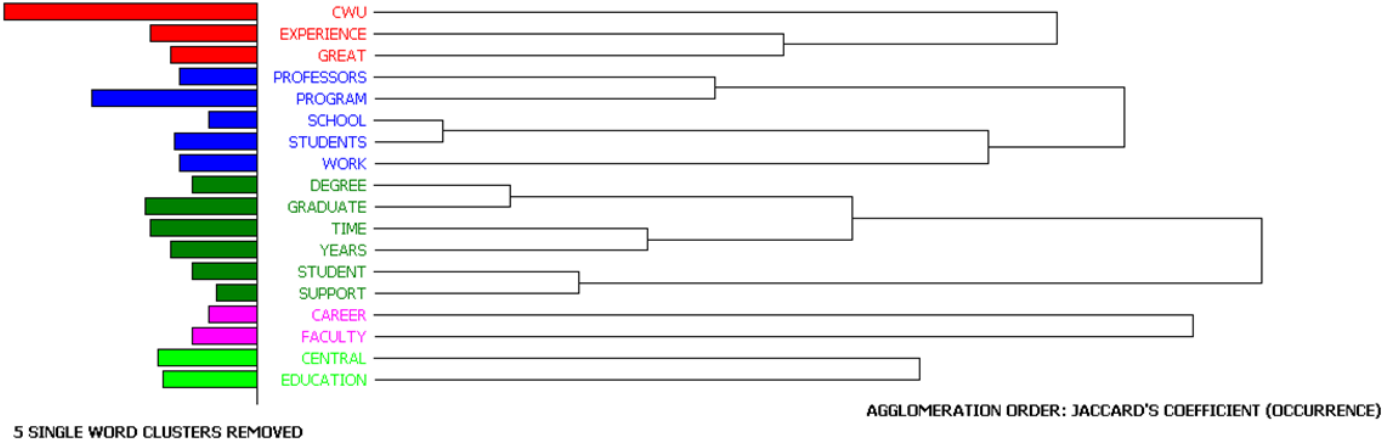 CWU
EXPERIENCE
GREAT
PROFESSORS
PROGRAM
SCHOOL
STUDENTS
WORK
DEGREE
GRADUATE
TIME
YEARS
STUDENT
SUPPORT
CAREER
FACULTY
CENTRAL
EDUCATION
AGGLOMERATION ORDER: JACCARD'S COEFFICIENT (OCCURRENCE)
5 SINGLE WORD CLUSTERS REMOVED